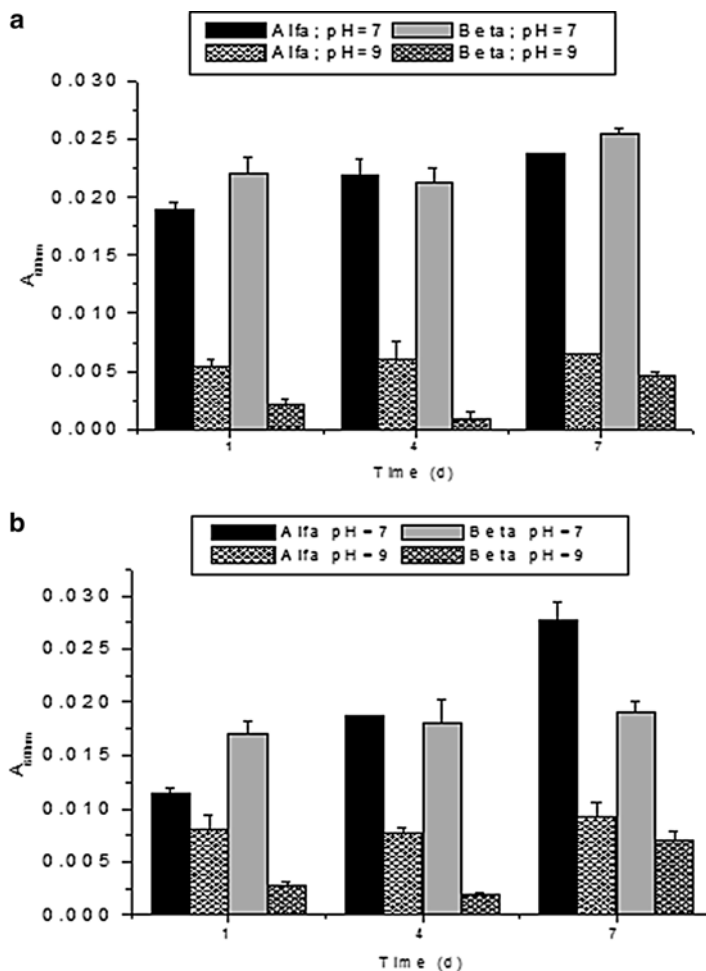 a
Alfa; pH=7 Beta; pH=7
Alfa; pH=9 Beta; pH=9
0.030
0.025
0.020
0.015
0.010
0.005
0.000
1 4 7
Time (d)
b
Alfa pH=7 Beta pH=7
Alfa pH=9 Beta pH=9
0.030
0.025
0.020
0.015
0.010
0.005
0.000
1 4 7
Time (d)